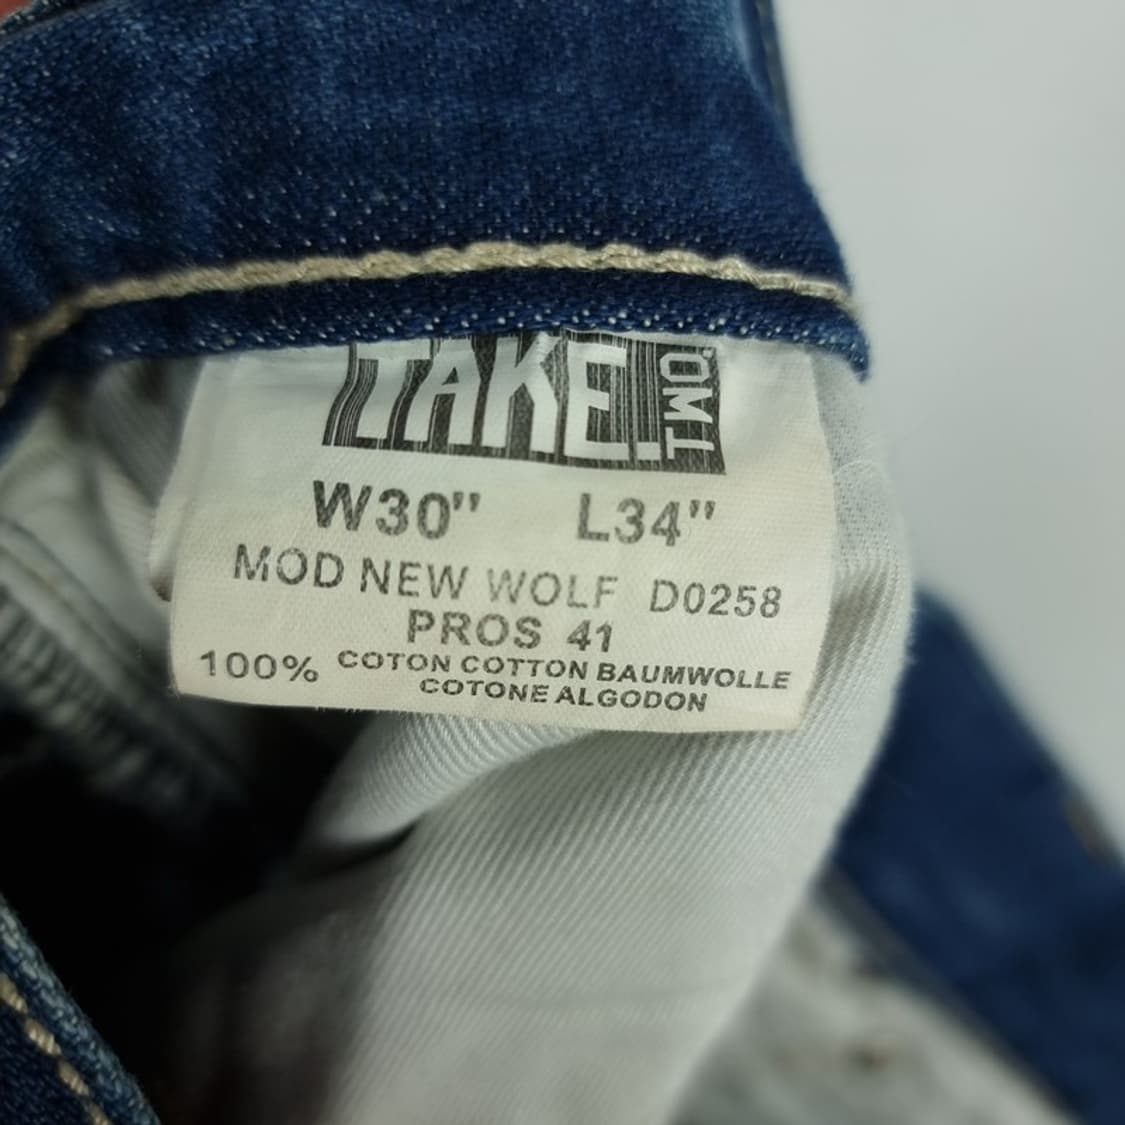 TAKE.
TWO
W30" L34"
MOD NEW WOLF D0258
PROS 41
100% COTON COTTON BAUMWOLLE
COTONE ALGODON